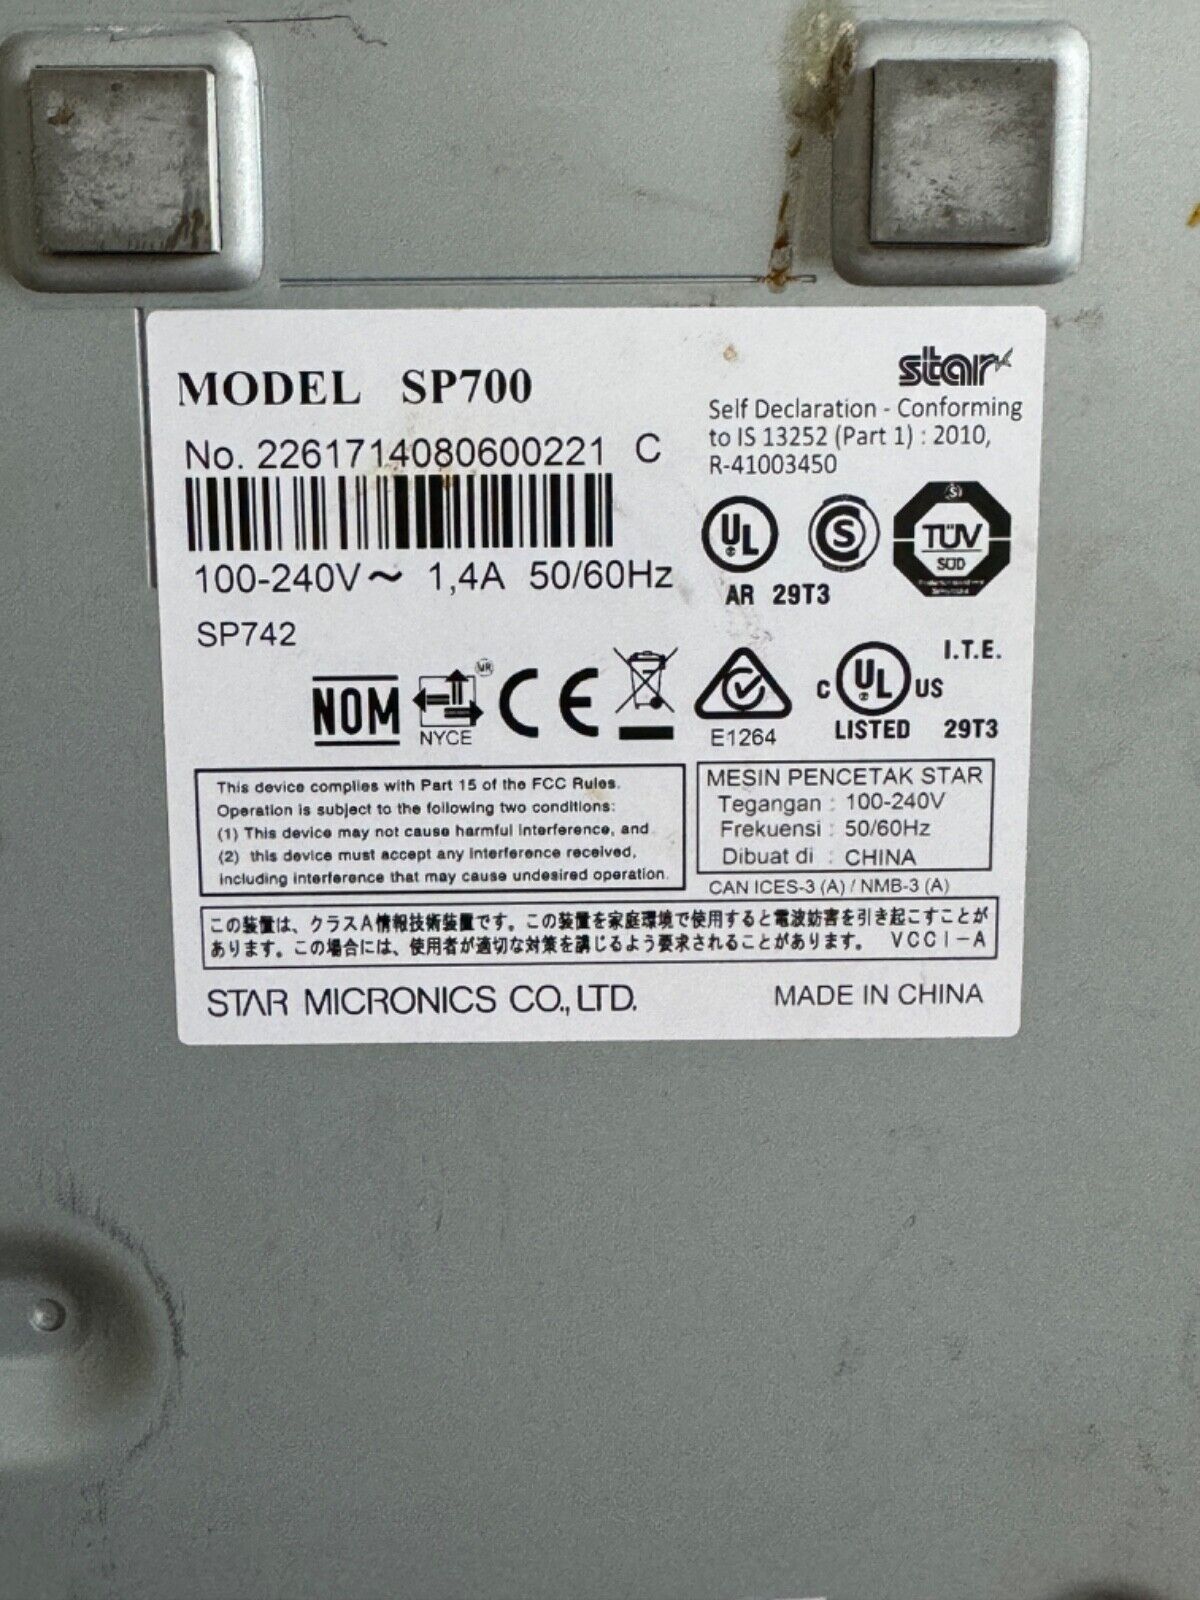 MODEL SP700
No. 2261714080600221 C
100-240V～ 1,4A 50/60Hz
SP742
star
Self Declaration - Conforming
to IS 13252 (Part 1) : 2010,
R-41003450
UL
S
TÜV
SÜD
AR 29T3
NOM
NYCE
MR
CE
E1264
C UL US
LISTED
I.T.E.
29T3
This device complies with Part 15 of the FCC Rules.
Operation is subject to the following two conditions:
(1) This device may not cause harmful interference, and
(2) this device must accept any interference received,
including interference that may cause undesired operation.
MESIN PENCETAK STAR
Tegangan : 100-240V
Frekuensi : 50/60Hz
Dibuat di : CHINA
CAN ICES-3 (A) / NMB-3 (A)
この装置は、クラスA情報技術装置です。この装置を家庭環境で使用すると電波妨害を引き起こすことが
あります。この場合には、使用者が適切な対策を講じるよう要求されることがあります。 VCCI-A
STAR MICRONICS CO., LTD.
MADE IN CHINA